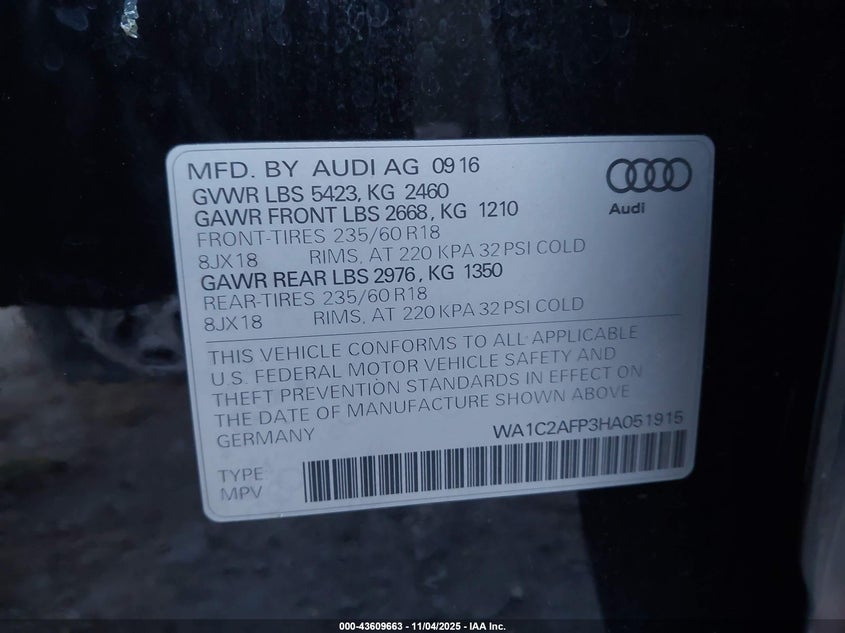 MFD. BY AUDI AG 09 16
GVWR LBS 5423, KG 2460
GAWR FRONT LBS 2668, KG 1210
FRONT-TIRES 235/60 R18
8JX18 RIMS, AT 220 KPA 32 PSI COLD
GAWR REAR LBS 2976, KG 1350
REAR-TIRES 235/60 R18
8JX18 RIMS, AT 220 KPA 32 PSI COLD
Audi
THIS VEHICLE CONFORMS TO ALL APPLICABLE
U.S. FEDERAL MOTOR VEHICLE SAFETY AND
THEFT PREVENTION STANDARDS IN EFFECT ON
THE DATE OF MANUFACTURE SHOWN ABOVE
GERMANY WA1C2AFP3HA051915
TYPE
MPV
000-43609663 - 11/04/2025 - IAA Inc.